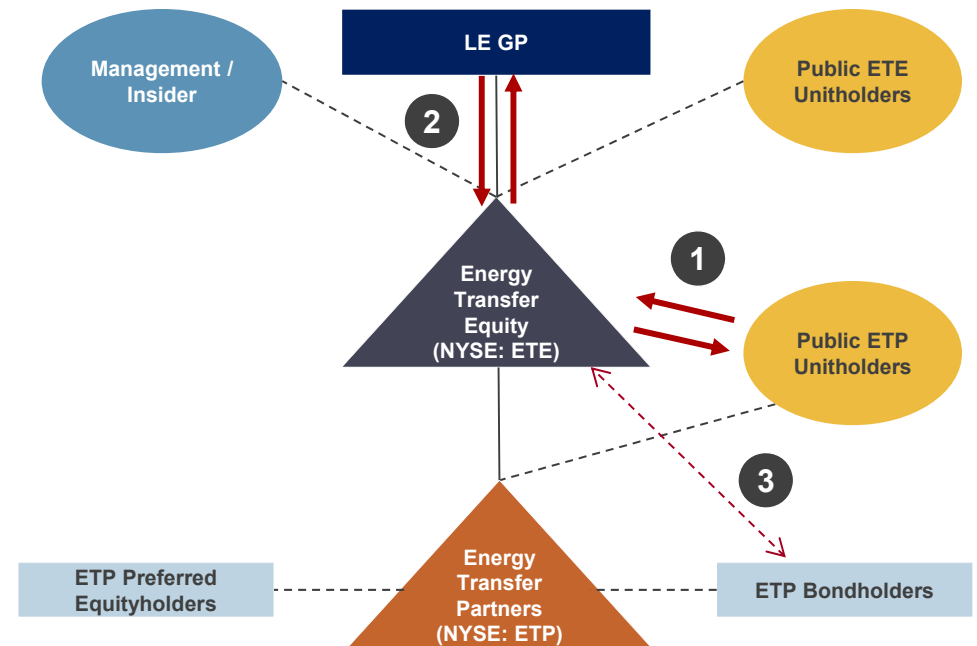 LE GP
Management /
Insider
Public ETE
Unitholders
2
1
Energy
Transfer
Equity
(NYSE: ETE)
Public ETP
Unitholders
3
ETP Preferred
Equityholders
Energy
Transfer
Partners
(NYSE: ETP)
ETP Bondholders